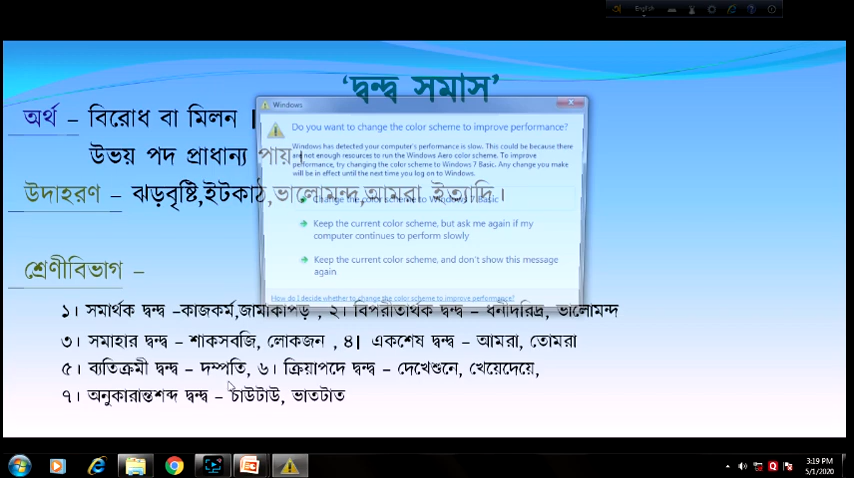 English
‘দ্বন্দ্ব সমাস’
অর্থ – বিরোধ বা মিলন ।
উভয় পদ প্রাধান্য পায়।
উদাহরণ – ঝড়বৃষ্টি,ইটকাঠ,ভালোমন্দ,আমরা ইত্যাদি।
Windows
Do you want to change the color scheme to improve performance?
Windows has detected your computer's performance is slow. This could be because there
are not enough resources to run the Windows Aero color scheme. To improve
performance, try changing the color scheme to Windows 7 Basic. Any change you make
will be in effect until the next time you log on to Windows.
Change the color scheme to Windows 7 Basic
Keep the current color scheme, but ask me again if my
computer continues to perform slowly
Keep the current color scheme, and don't show this message
again
How do I decide whether to change the color scheme to improve performance?
শ্রেণীবিভাগ –
১। সমার্থক দ্বন্দ্ব –কাজকর্ম,জামাকাপড় , ২। বিপরীতার্থক দ্বন্দ্ব – ধনীদরিদ্র, ভালোমন্দ
৩। সমাহার দ্বন্দ্ব – শাকসবজি, লোকজন , ৪। একশেষ দ্বন্দ্ব – আমরা, তোমরা
৫। ব্যতিক্রমী দ্বন্দ্ব – দম্পতি, ৬। ক্রিয়াপদে দ্বন্দ্ব – দেখেশুনে, খেয়েদেয়ে,
৭। অনুকারান্তশব্দ দ্বন্দ্ব – চাউটাউ, ভাতটাত
3:19 PM
5/1/2020